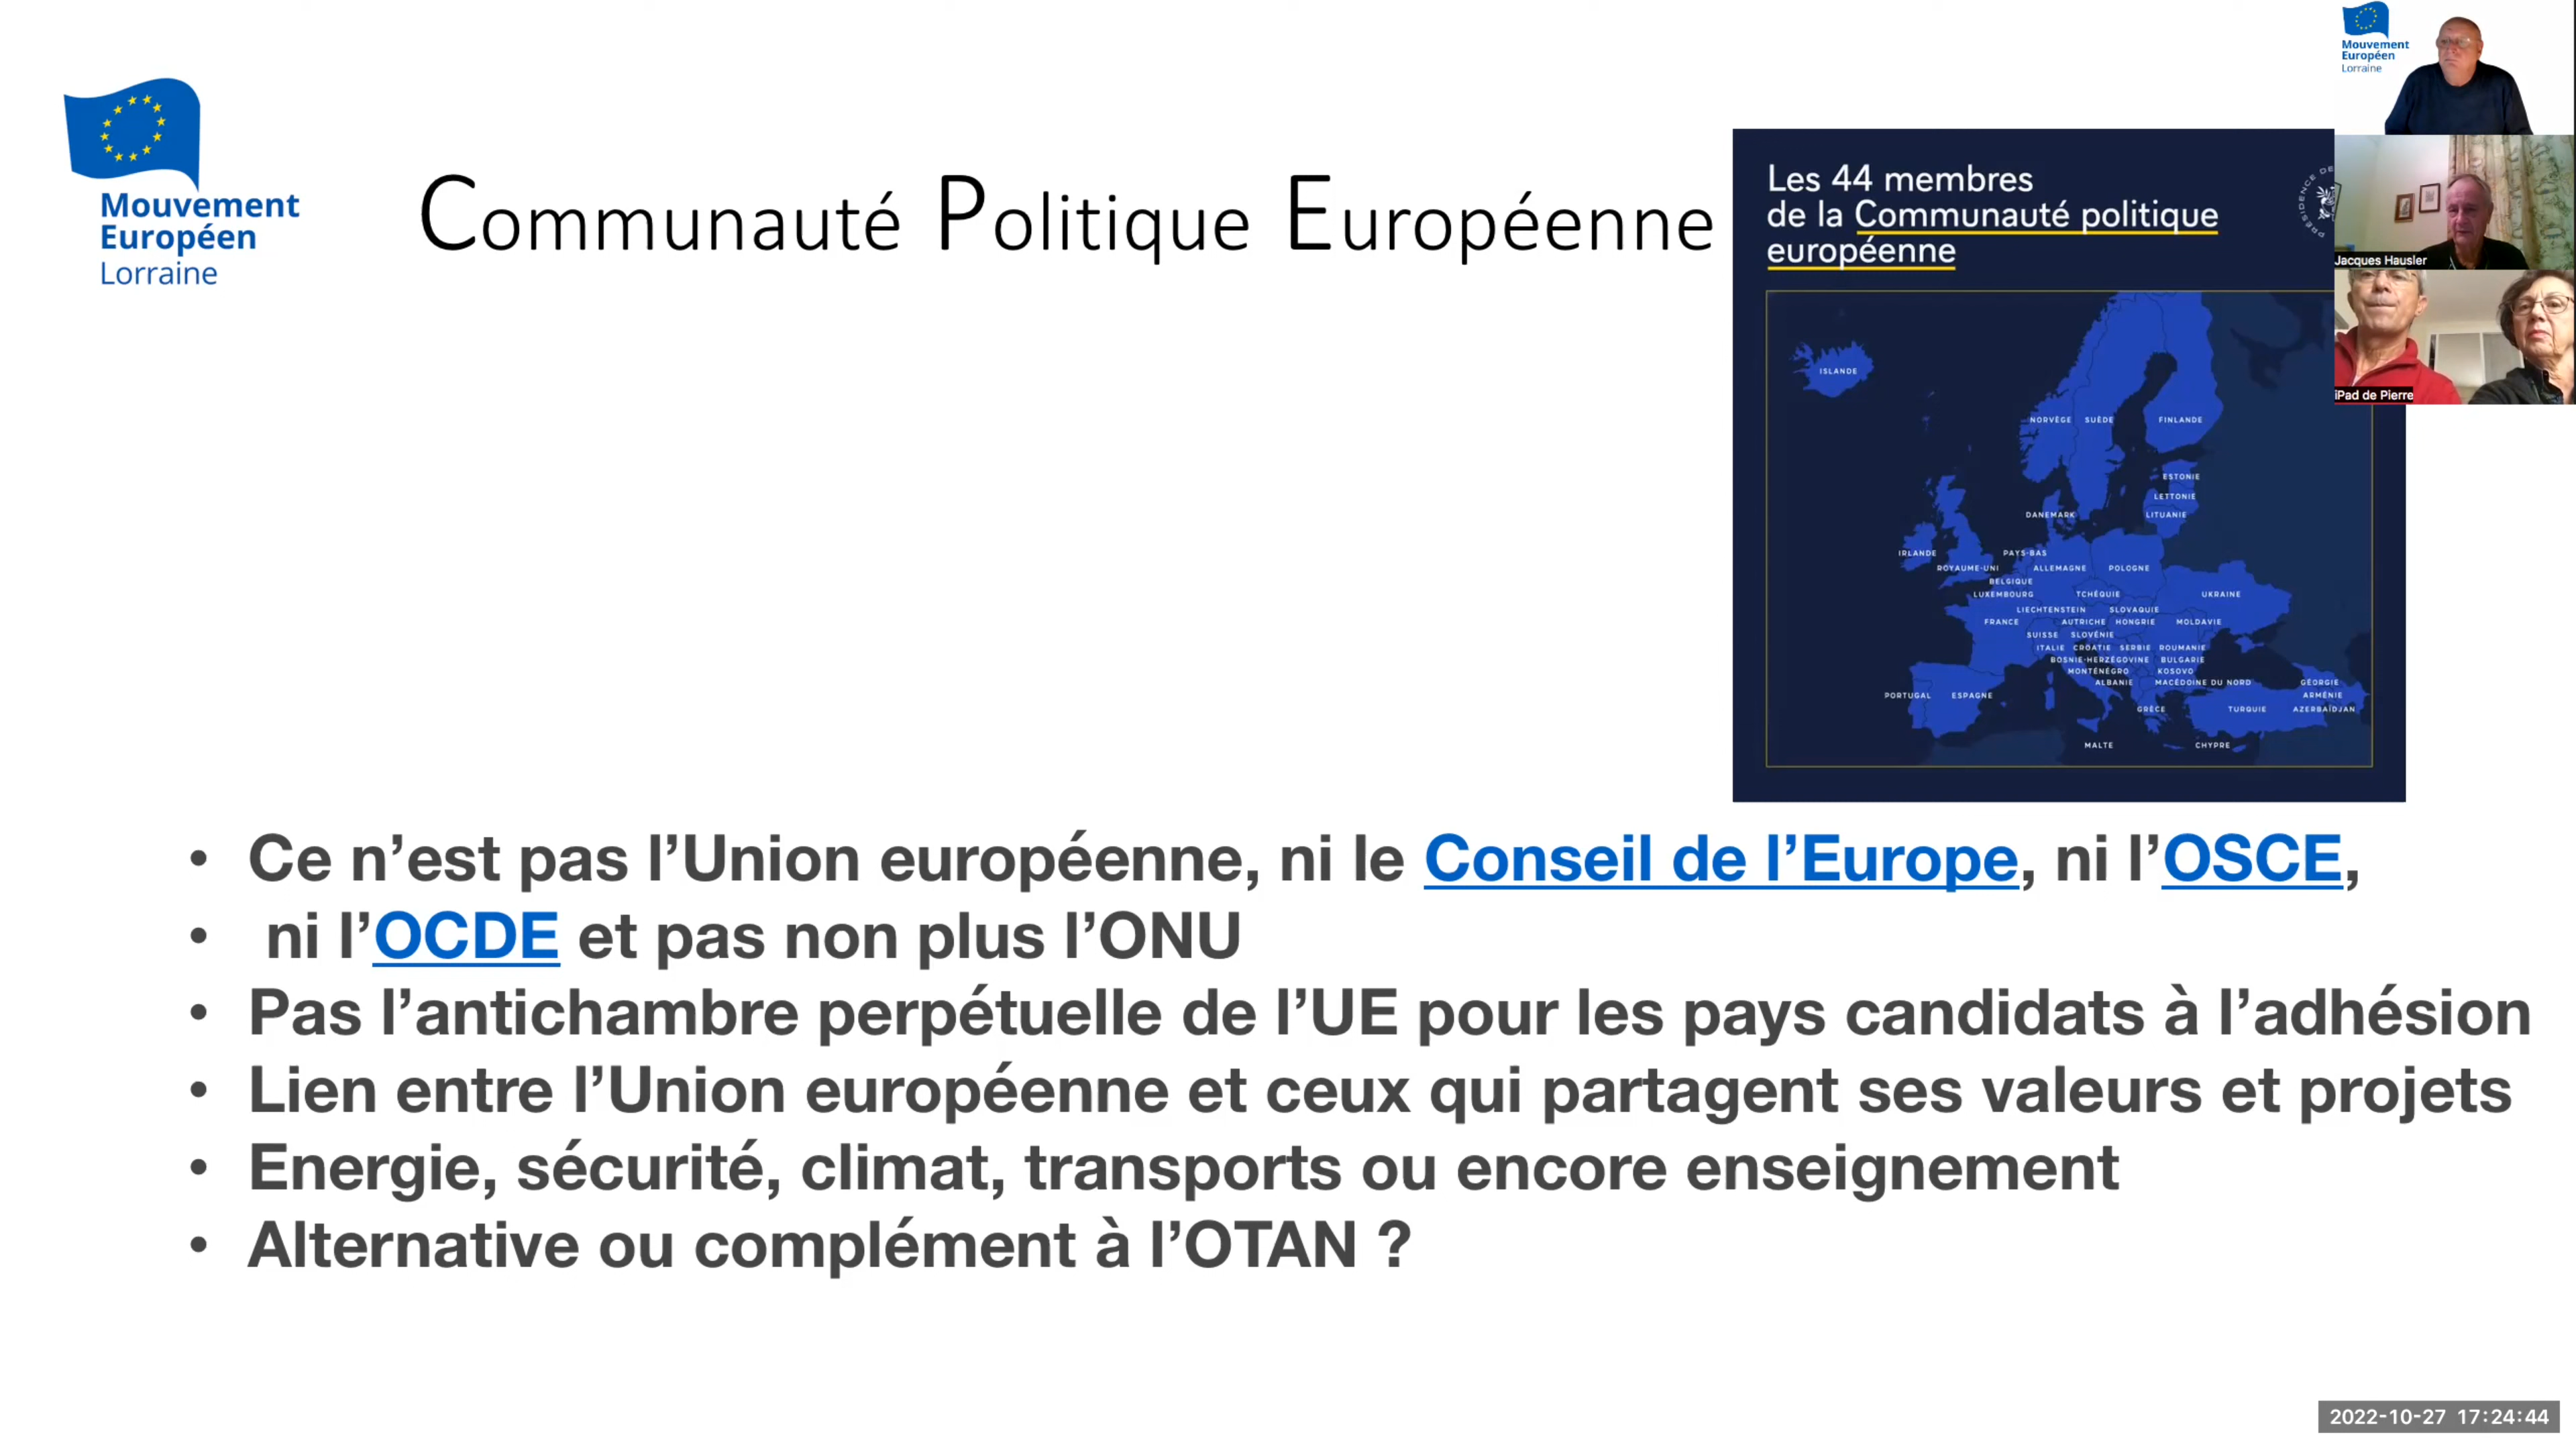 Mouvement
Européen
Lorraine
Communauté Politique Européenne
Les 44 membres
de la Communauté politique
européenne
PRÉSIDENCE DE
ISLANDE
NORVÈGE SUÈDE FINLANDE
ESTONIE
LETTONIE
DANEMARK LITUANIE
IRLANDE PAYS-BAS
ROYAUME-UNI ALLEMAGNE POLOGNE
BELGIQUE
LUXEMBOURG TCHÉQUIE UKRAINE
LIECHTENSTEIN SLOVAQUIE
FRANCE AUTRICHE HONGRIE MOLDAVIE
SUISSE SLOVÉNIE
ITALIE CROATIE SERBIE ROUMANIE
BOSNIE-HERZÉGOVINE BULGARIE
MONTÉNÉGRO KOSOVO
ALBANIE MACÉDOINE DU NORD GÉORGIE
PORTUGAL ESPAGNE ARMÉNIE
GRÈCE TURQUIE AZERBAÏDJAN
MALTE CHYPRE
Mouvement
Européen
Lorraine
Jacques Hausler
iPad de Pierre
• Ce n’est pas l’Union européenne, ni le Conseil de l’Europe, ni l’OSCE,
• ni l’OCDE et pas non plus l’ONU
• Pas l’antichambre perpétuelle de l’UE pour les pays candidats à l’adhésion
• Lien entre l’Union européenne et ceux qui partagent ses valeurs et projets
• Energie, sécurité, climat, transports ou encore enseignement
• Alternative ou complément à l’OTAN ?
2022-10-27 17:24:44